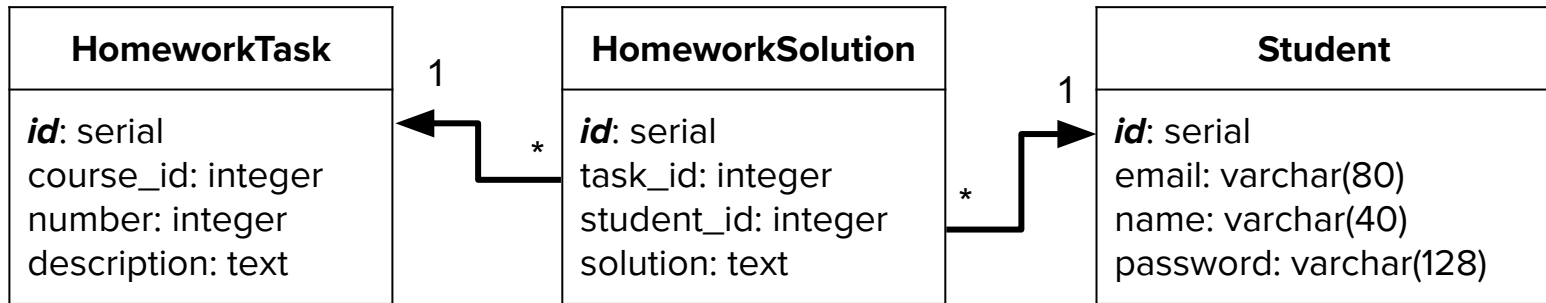 HomeworkTask
id: serial
course_id: integer
number: integer
description: text
1
*
HomeworkSolution
id: serial
task_id: integer
student_id: integer
solution: text
*
1
Student
id: serial
email: varchar(80)
name: varchar(40)
password: varchar(128)